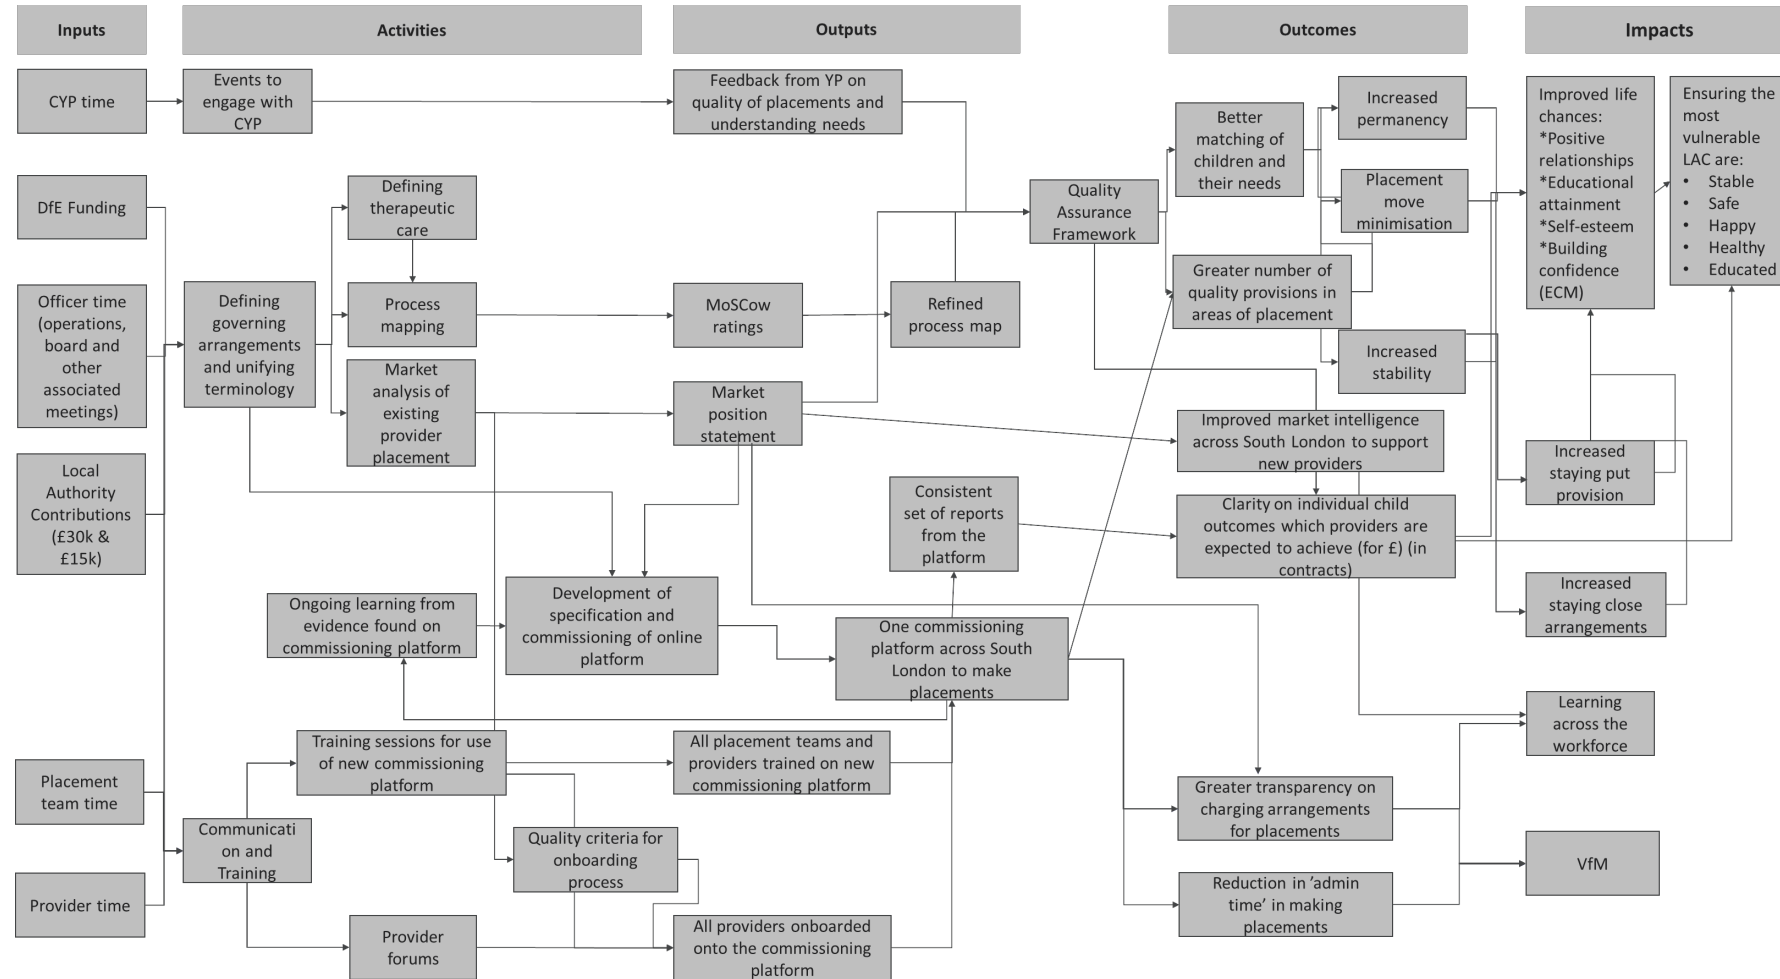 Inputs
Activities
Outputs
Outcomes
Impacts
CYP time
Events to
engage with
CYP
Feedback from YP on
quality of placements and
understanding needs
Better
matching of
children and
their needs
Increased
permanency
Improved life
chances:
*Positive
relationships
*Educational
attainment
*Self-esteem
*Building
confidence
(ECM)
Ensuring the
most
vulnerable
LAC are:
• Stable
• Safe
• Happy
• Healthy
• Educated
DfE Funding
Defining
therapeutic
care
Quality
Assurance
Framework
Placement
move
minimisation
Officer time
(operations,
board and
other
associated
meetings)
Defining
governing
arrangements
and unifying
terminology
Process
mapping
MoSCow
ratings
Refined
process map
Greater number of
quality provisions in
areas of placement
Increased
stability
Market
analysis of
existing
provider
placement
Market
position
statement
Improved market intelligence
across South London to support
new providers
Increased
staying put
provision
Local
Authority
Contributions
(£30k &
£15k)
Consistent
set of reports
from the
platform
Clarity on individual child
outcomes which providers are
expected to achieve (for £) (in
contracts)
Ongoing learning from
evidence found on
commissioning platform
Development of
specification and
commissioning of online
platform
One commissioning
platform across South
London to make
placements
Increased
staying close
arrangements
Learning
across the
workforce
Placement
team time
Training sessions for use
of new commissioning
platform
All placement teams and
providers trained on new
commissioning platform
Greater transparency on
charging arrangements
for placements
Communicati
on and
Training
Quality criteria for
onboarding
process
VfM
Provider time
Reduction in ’admin
time’ in making
placements
Provider
forums
All providers onboarded
onto the commissioning
platform